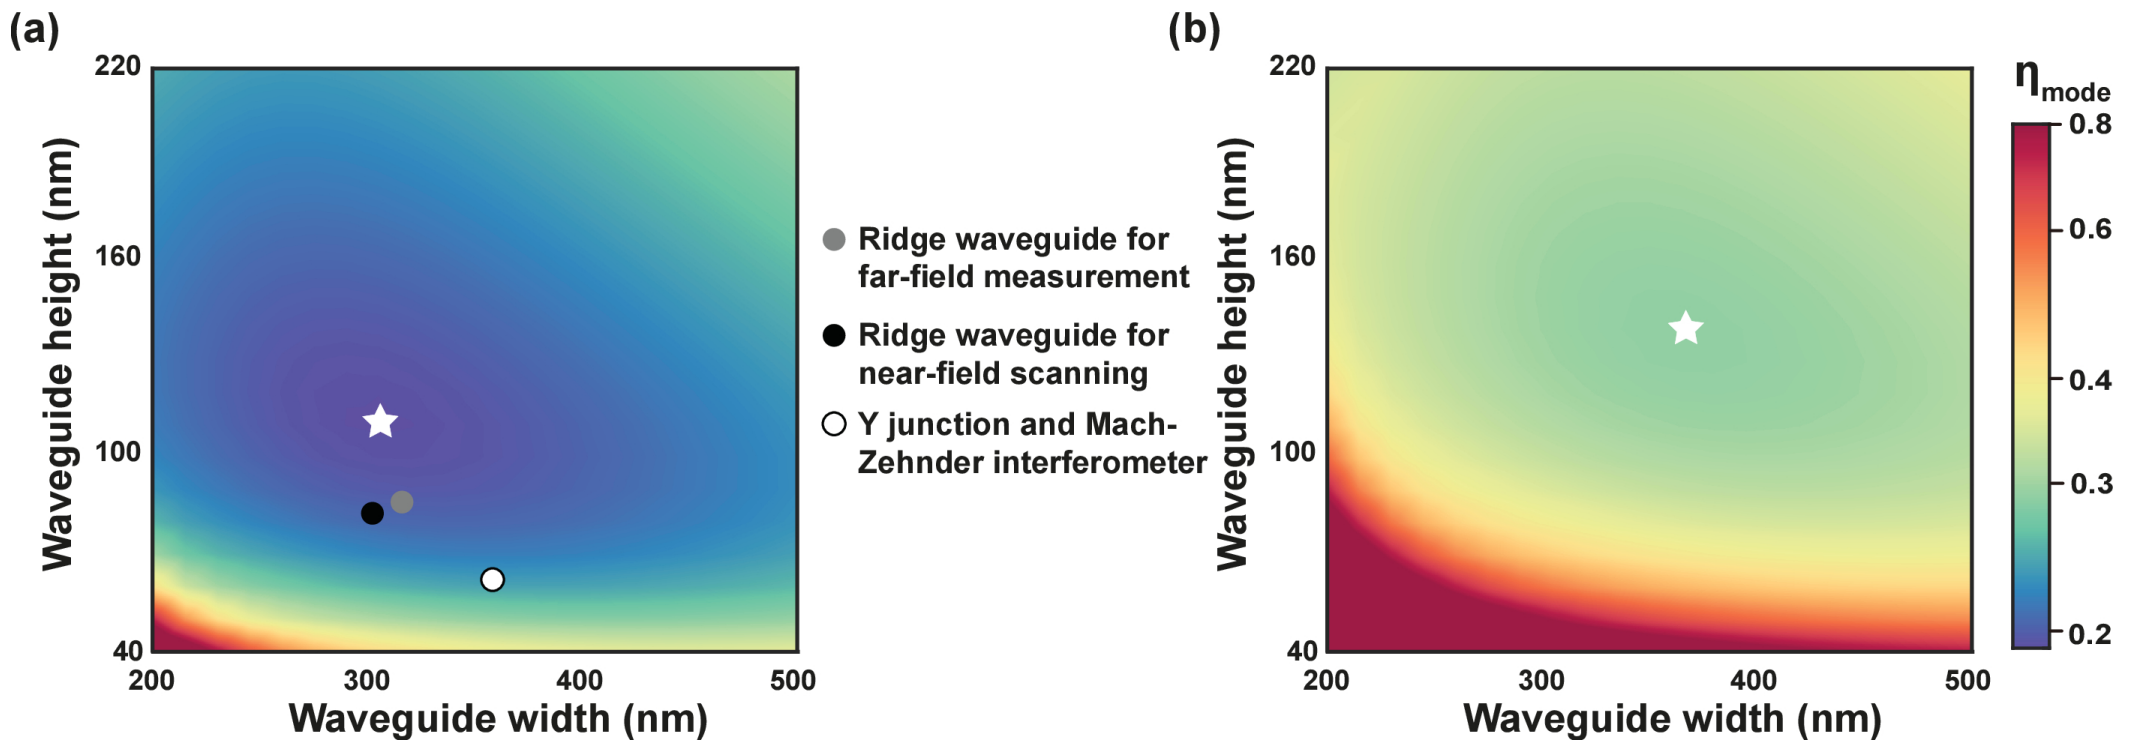 (a)
220
160
100
40
200 300 400 500
Waveguide width (nm)
Waveguide height (nm)
Ridge waveguide for
far-field measurement
Ridge waveguide for
near-field scanning
Y junction and Mach-
Zehnder interferometer
(b)
220
160
100
40
200 300 400 500
Waveguide width (nm)
Waveguide height (nm)
ηmode
0.8
0.6
0.4
0.3
0.2